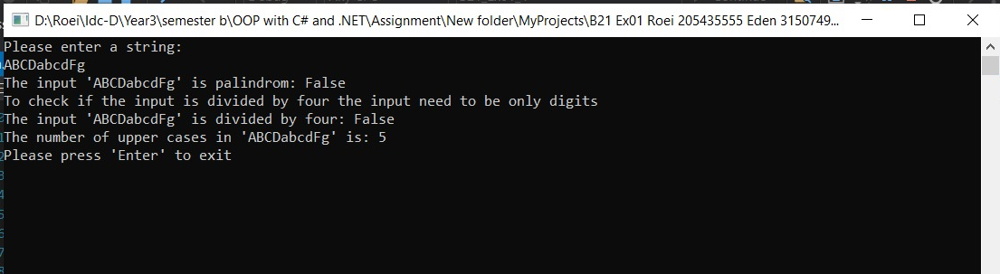 D:\Roei\Idc-D\Year3\semester b\OOP with C# and .NET\Assignment\New folder\MyProjects\B21 Ex01 Roei 205435555 Eden 3150749...
Please enter a string:
ABCDabcdFg
The input 'ABCDabcdFg' is palindrom: False
To check if the input is divided by four the input need to be only digits
The input 'ABCDabcdFg' is divided by four: False
The number of upper cases in 'ABCDabcdFg' is: 5
Please press 'Enter' to exit